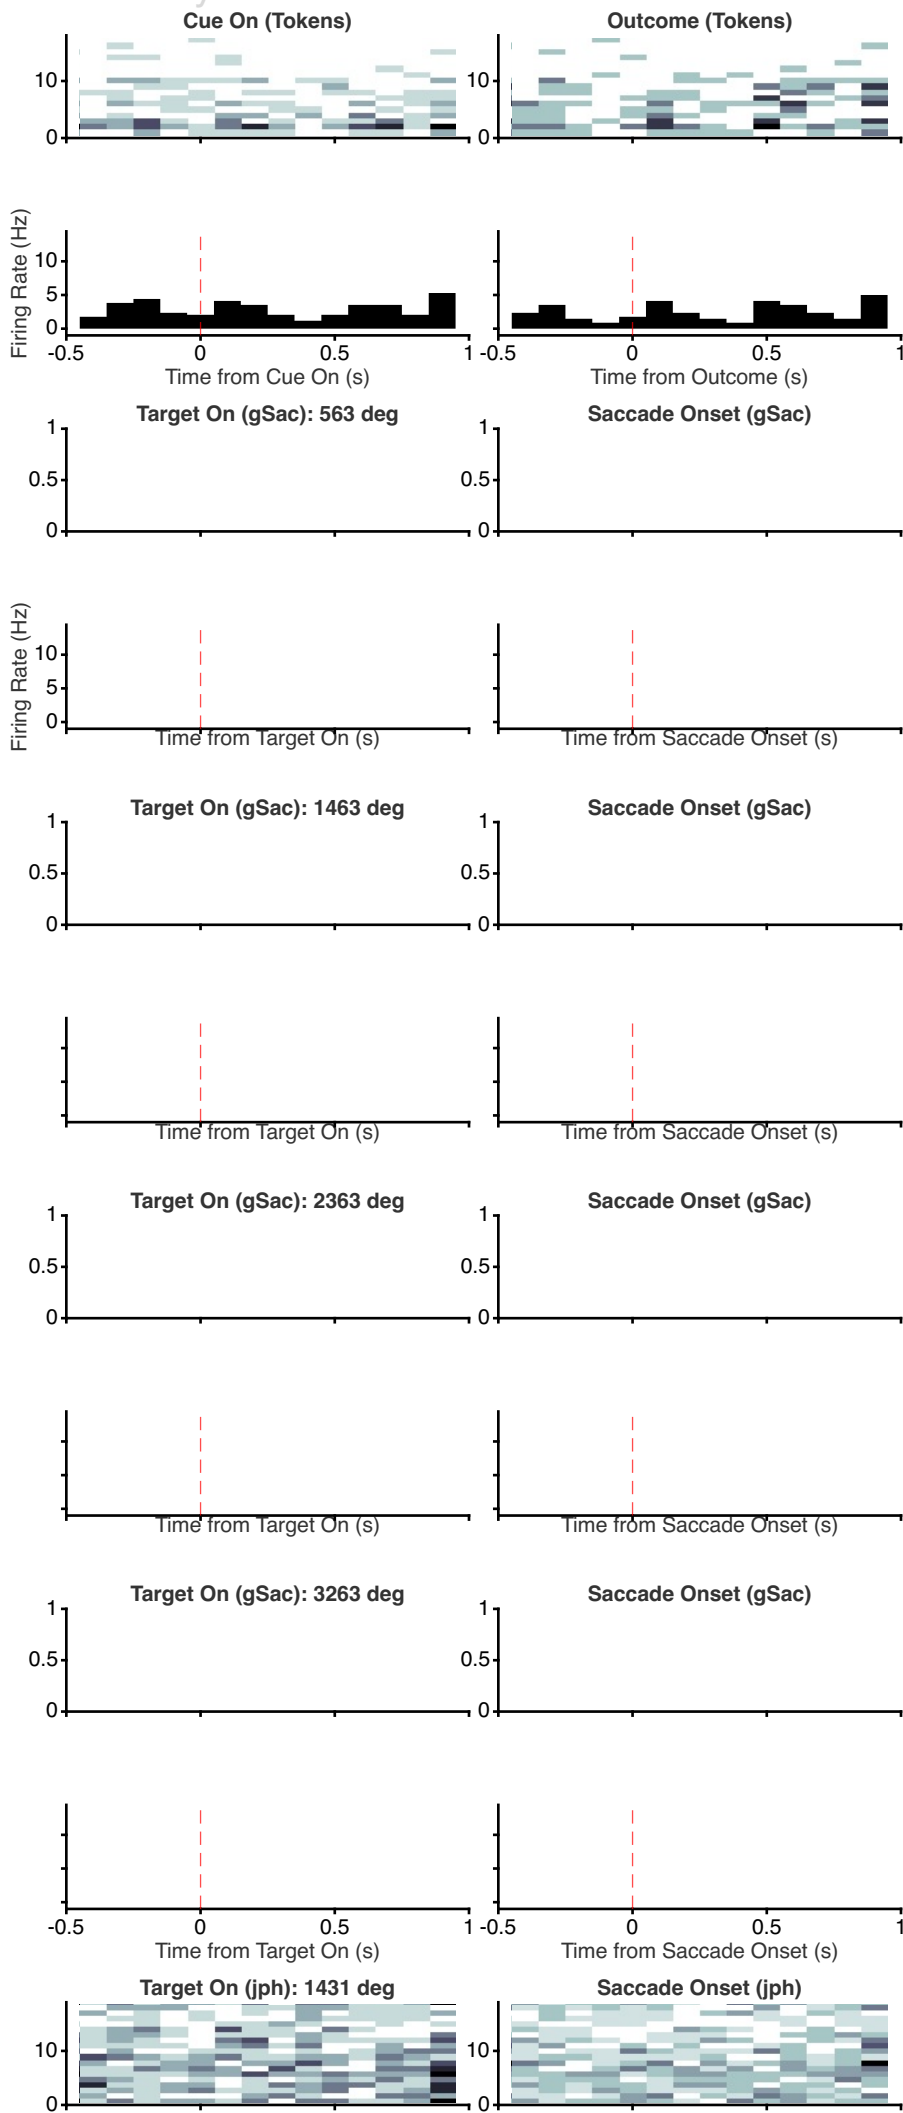 Cue On (Tokens) Outcome (Tokens)
10 10
0 0
Firing Rate (Hz)
10
5
0
-0.5 0 0.5 1 -0.5 0 0.5 1
Time from Cue On (s) Time from Outcome (s)
Target On (gSac): 563 deg Saccade Onset (gSac)
1 1
0.5 0.5
0 0
Firing Rate (Hz)
10
5
0
Time from Target On (s) Time from Saccade Onset (s)
Target On (gSac): 1463 deg Saccade Onset (gSac)
1 1
0.5 0.5
0 0
Time from Target On (s) Time from Saccade Onset (s)
Target On (gSac): 2363 deg Saccade Onset (gSac)
1 1
0.5 0.5
0 0
Time from Target On (s) Time from Saccade Onset (s)
Target On (gSac): 3263 deg Saccade Onset (gSac)
1 1
0.5 0.5
0 0
-0.5 0 0.5 1 -0.5 0 0.5 1
Time from Target On (s) Time from Saccade Onset (s)
Target On (jph): 1431 deg Saccade Onset (jph)
10 10
0 0